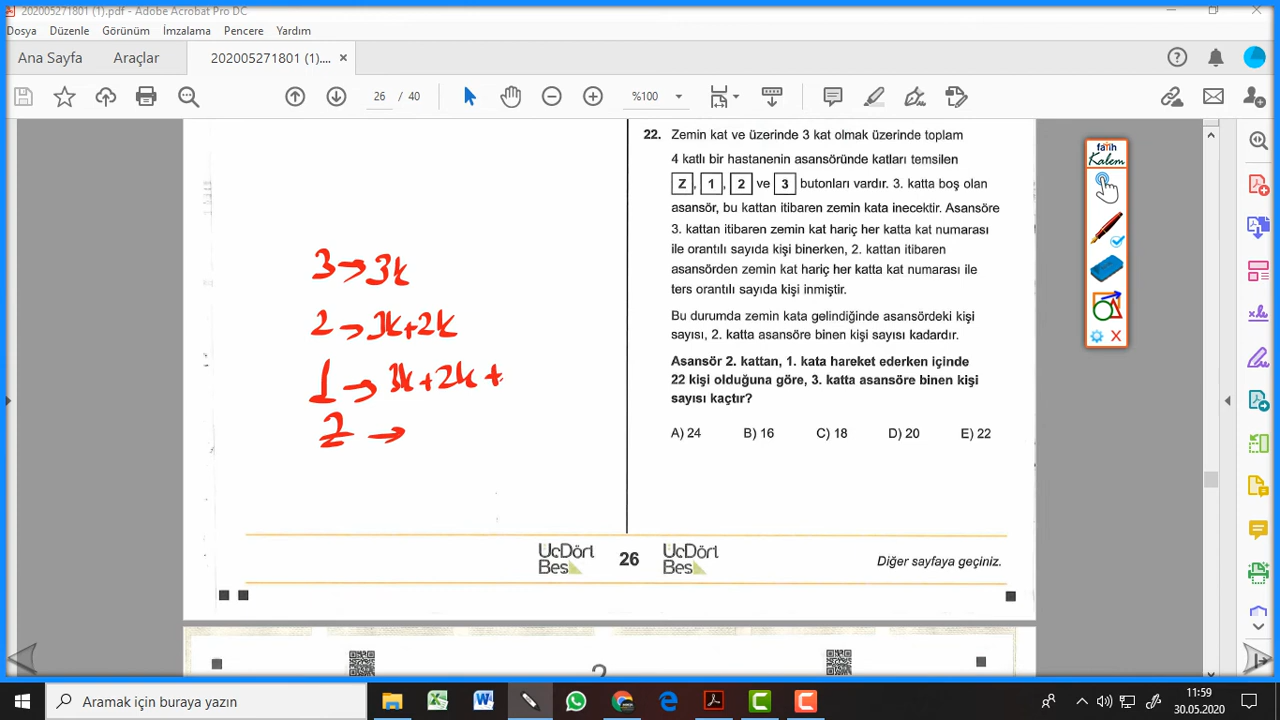 202005271801 (1).pdf - Adobe Acrobat Pro DC
Dosya Düzenle Görünüm İmzalama Pencere Yardım
Ana Sayfa Araçlar 202005271801 (1).... ×
26 / 40 %100
22. Zemin kat ve üzerinde 3 kat olmak üzerinde toplam
4 katlı bir hastanenin asansöründe katları temsilen
Z, 1, 2 ve 3 butonları vardır. 3. katta boş olan
asansör, bu kattan itibaren zemin kata inecektir. Asansöre
3. kattan itibaren zemin kat hariç her katta kat numarası
ile orantılı sayıda kişi binerken, 2. kattan itibaren
asansörden zemin kat hariç her katta kat numarası ile
ters orantılı sayıda kişi inmiştir.
Bu durumda zemin kata gelindiğinde asansördeki kişi
sayısı, 2. katta asansöre binen kişi sayısı kadardır.
Asansör 2. kattan, 1. kata hareket ederken içinde
22 kişi olduğuna göre, 3. katta asansöre binen kişi
sayısı kaçtır?
A) 24 B) 16 C) 18 D) 20 E) 22
3 → 3k
2 → 3k+2k
1 → 3k+2k+
Z →
fatih
Kalem
ÜçDört
Beş
26
ÜçDört
Beş
Diğer sayfaya geçiniz.
Aramak için buraya yazın
11:59
30.05.2020